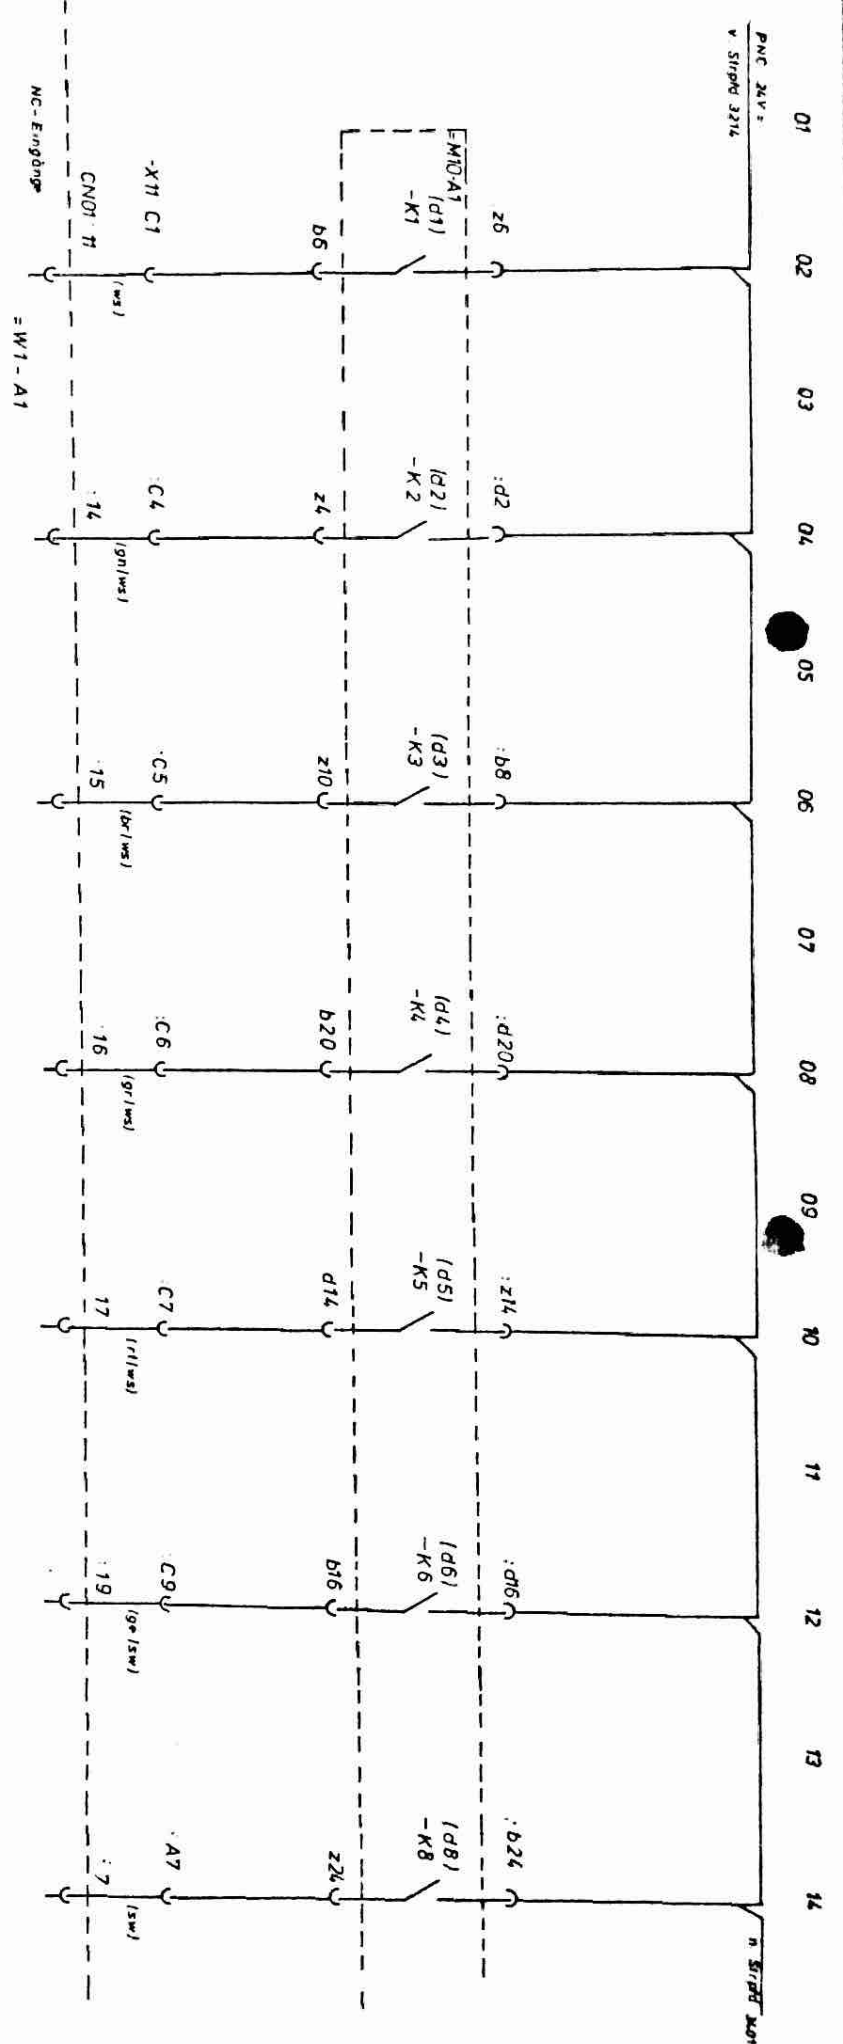 01 02 03 04 05 06 07 08 09 10 11 12 13 14
PNC 24V=
v. Strpfd 3214
n. Strpfd
=M10-A1
z6 :d2 :b8 :d20 :z14 :d16 :b24
(d1) (d2) (d3) (d4) (d5) (d6) (d8)
-K1 -K2 -K3 -K4 -K5 -K6 -K8
b6 z4 z10 b20 d14 b16 z24
-X11 C1 :C4 :C5 :C6 :C7 :C9 :A7
(ws) (gn/ws) (br/ws) (gr/ws) (rt/ws) (ge/sw) (sw)
CN01 :11 :14 :15 :16 17 :19 :7
NC-Eingänge
=W1-A1